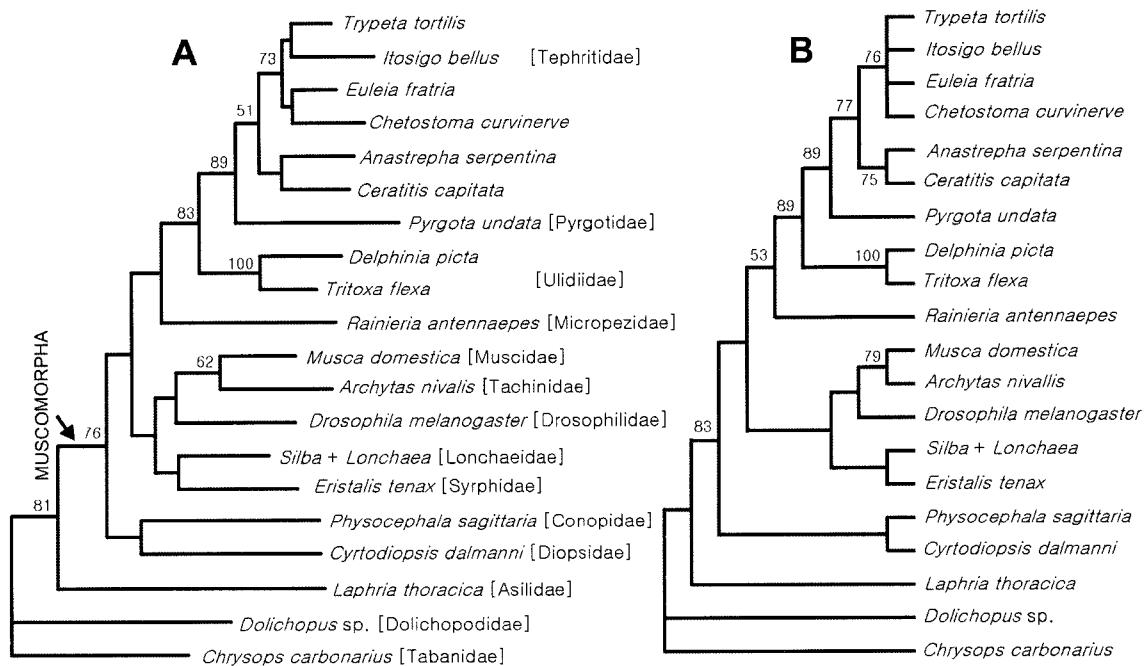 A
Trypeta tortilis
73
Itosigo bellus [Tephritidae]
Euleia fratria
51
Chetostoma curvinerve
89
Anastrepha serpentina
Ceratitis capitata
83
Pyrgota undata [Pyrgotidae]
Delphinia picta
100
[Ulidiidae]
Tritoxa flexa
Rainieria antennaepes [Micropezidae]
Musca domestica [Muscidae]
62
Archytas nivalis [Tachinidae]
Drosophila melanogaster [Drosophilidae]
MUSCOMORPHA
76
Silba + Lonchaea [Lonchaeidae]
Eristalis tenax [Syrphidae]
81
Physocephala sagittaria [Conopidae]
Cyrtodiopsis dalmanni [Diopsidae]
Laphria thoracica [Asilidae]
Dolichopus sp. [Dolichopodidae]
Chrysops carbonarius [Tabanidae]
B
Trypeta tortilis
76
Itosigo bellus
Euleia fratria
77
Chetostoma curvinerve
89
Anastrepha serpentina
75
Ceratitis capitata
89
Pyrgota undata
53
100
Delphinia picta
Tritoxa flexa
Rainieria antennaepes
79
Musca domestica
Archytas nivallis
Drosophila melanogaster
83
Silba + Lonchaea
Eristalis tenax
Physocephala sagittaria
Cyrtodiopsis dalmanni
Laphria thoracica
Dolichopus sp.
Chrysops carbonarius